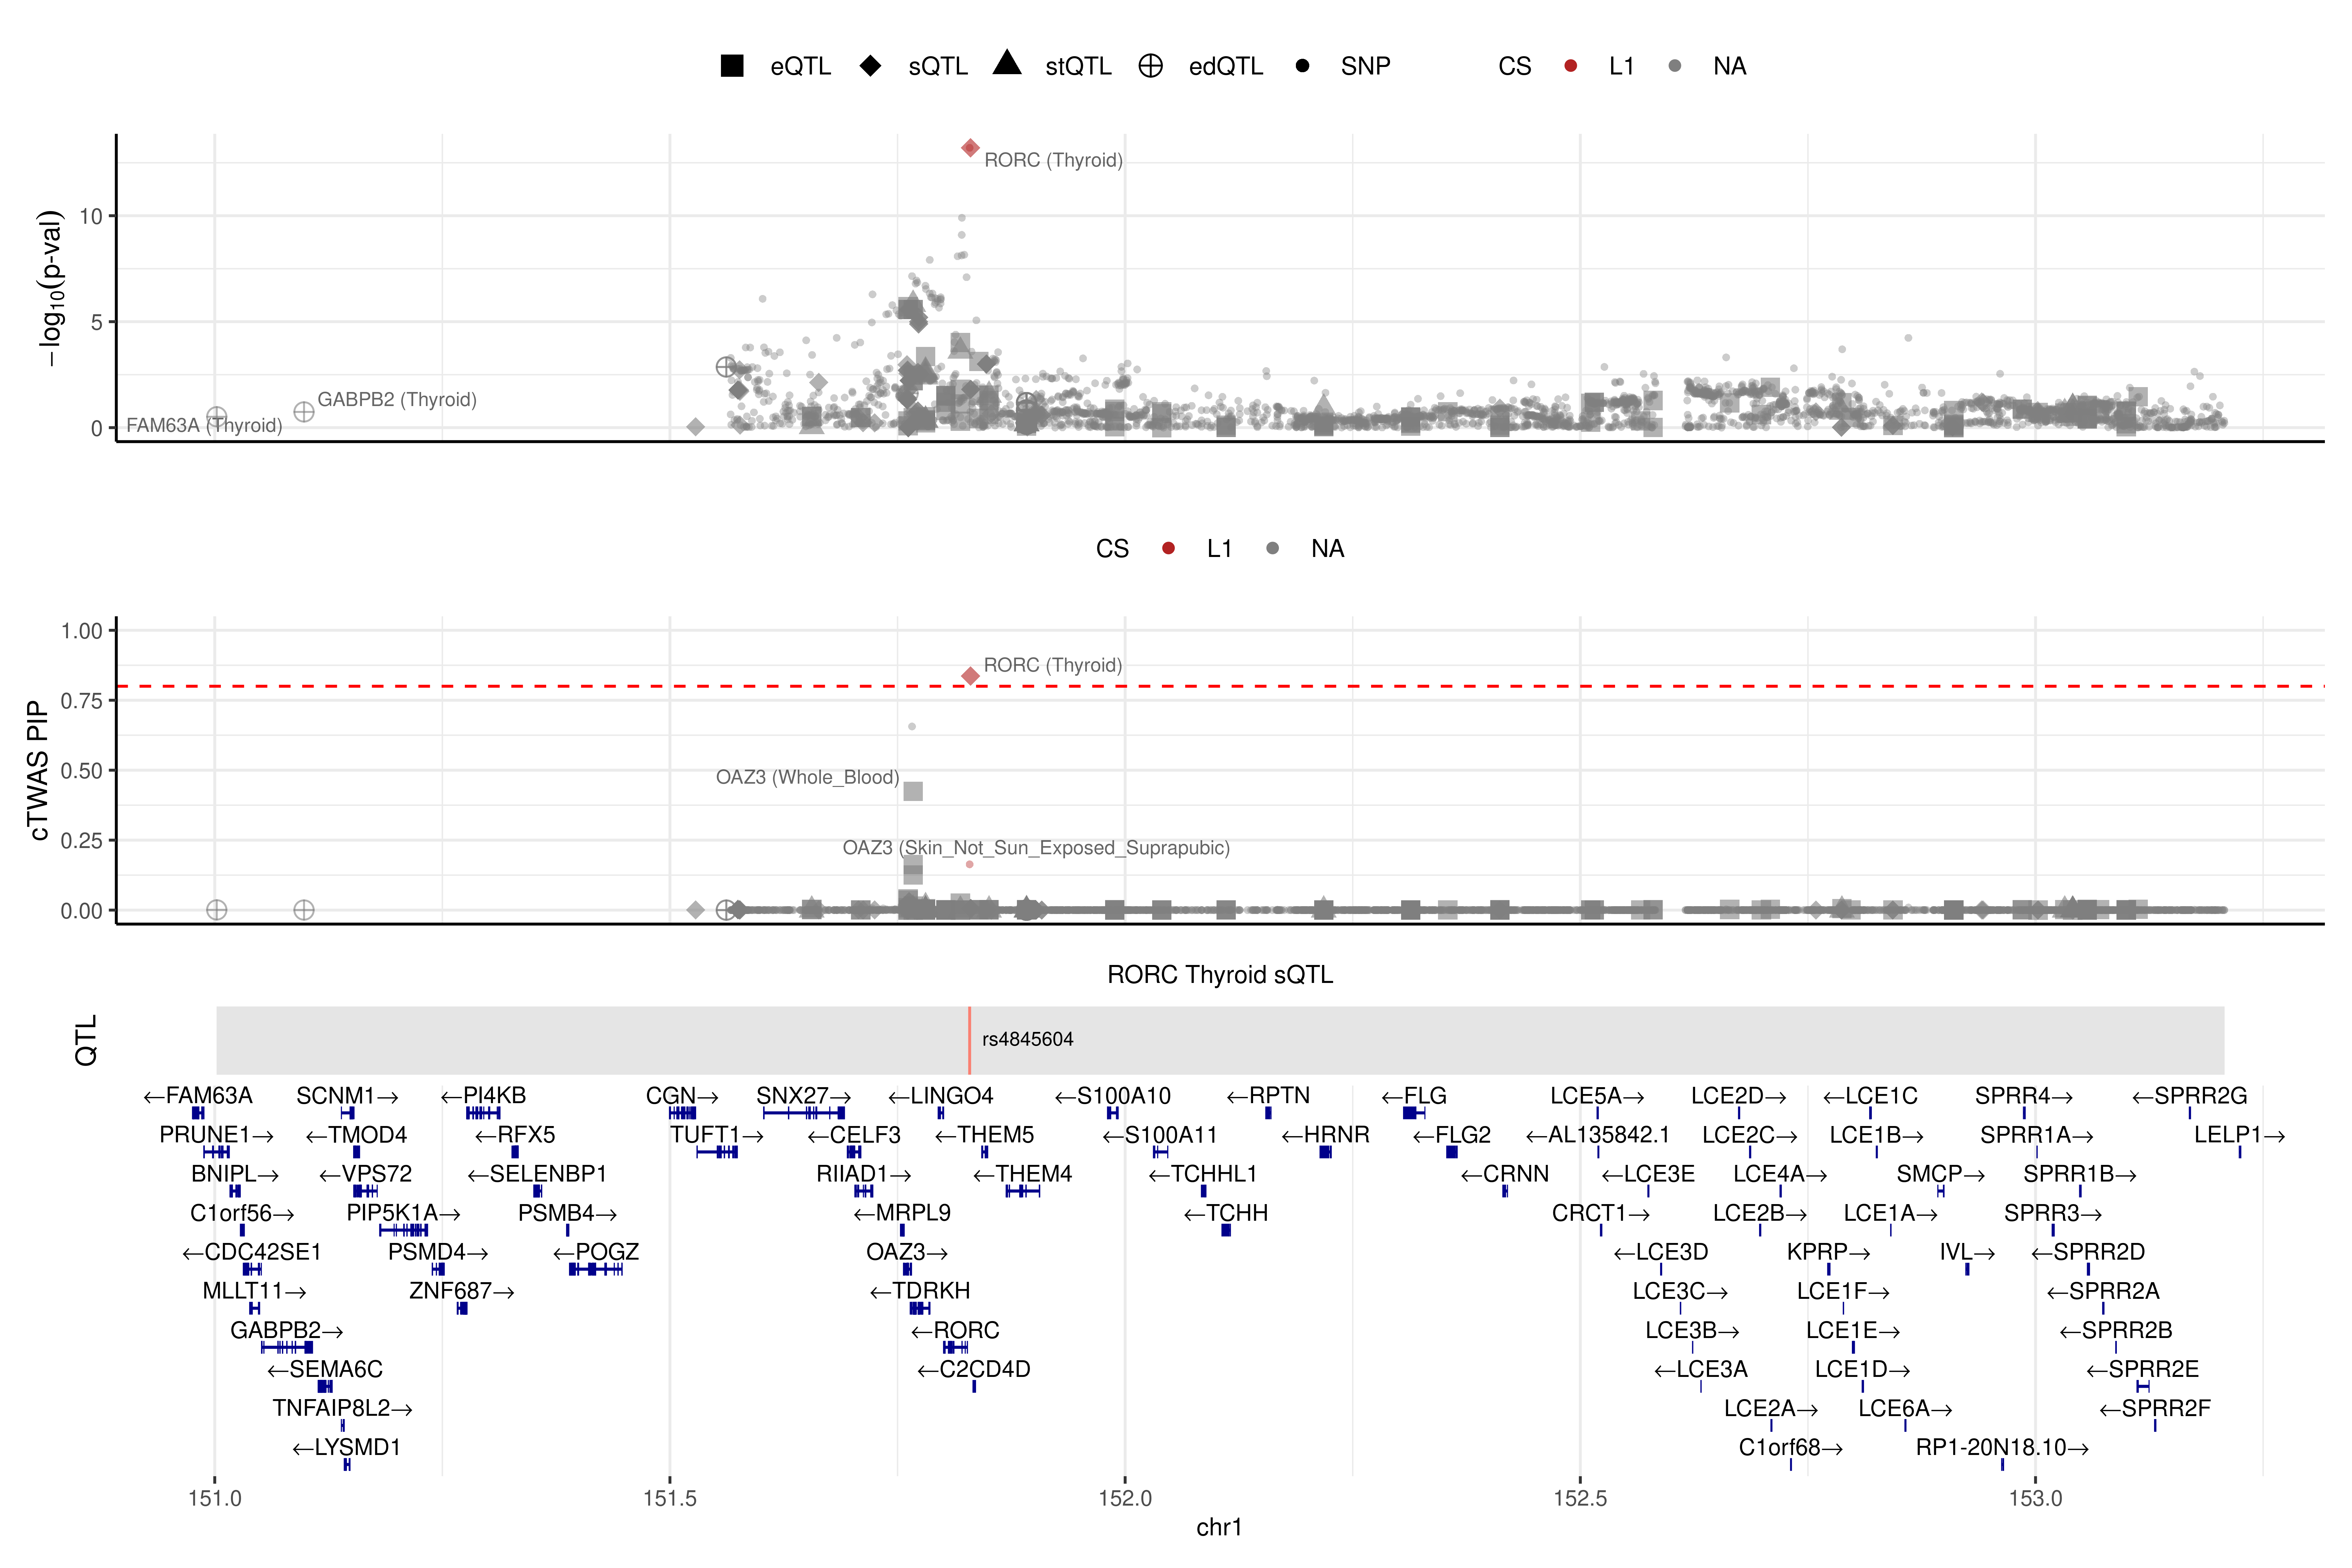 eQTL sQTL stQTL edQTL SNP CS L1 NA
RORC (Thyroid)
10
−log10(p-val)
5
GABPB2 (Thyroid)
FAM63A (Thyroid)
0
CS L1 NA
1.00
RORC (Thyroid)
0.75
cTWAS PIP
OAZ3 (Whole_Blood)
0.50
OAZ3 (Skin_Not_Sun_Exposed_Suprapubic)
0.25
0.00
RORC Thyroid sQTL
QTL
rs4845604
←FAM63A SCNM1→ ←PI4KB CGN→ SNX27→ ←LINGO4 ←S100A10 ←RPTN ←FLG LCE5A→ LCE2D→ ←LCE1C SPRR4→ ←SPRR2G
PRUNE1→ ←TMOD4 ←RFX5 TUFT1→ ←CELF3 ←THEM5 ←S100A11 ←HRNR ←FLG2 ←AL135842.1 LCE2C→ LCE1B→ SPRR1A→ LELP1→
BNIPL→ ←VPS72 ←SELENBP1 RIIAD1→ ←THEM4 ←TCHHL1 ←CRNN ←LCE3E LCE4A→ SMCP→ SPRR1B→
C1orf56→ PIP5K1A→ PSMB4→ ←MRPL9 ←TCHH CRCT1→ LCE2B→ LCE1A→ SPRR3→
←CDC42SE1 PSMD4→ ←POGZ OAZ3→ ←LCE3D KPRP→ IVL→ ←SPRR2D
MLLT11→ ZNF687→ ←TDRKH LCE3C→ LCE1F→ ←SPRR2A
GABPB2→ ←RORC LCE3B→ LCE1E→ ←SPRR2B
←SEMA6C ←C2CD4D ←LCE3A LCE1D→ ←SPRR2E
TNFAIP8L2→ LCE2A→ LCE6A→ ←SPRR2F
←LYSMD1 C1orf68→ RP1-20N18.10→
151.0 151.5 152.0 152.5 153.0
chr1